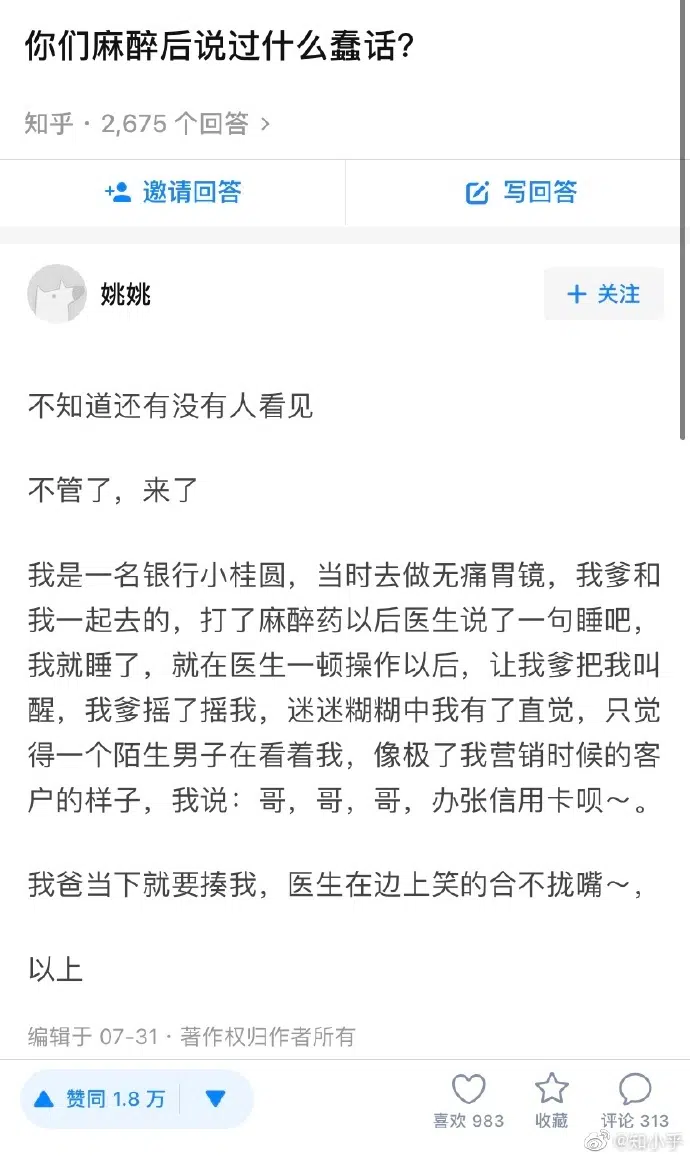 你们麻醉后说过什么蠢话?
知乎 · 2,675 个回答 >
邀请回答
写回答
姚姚
+ 关注
不知道还有没有人看见
不管了，来了
我是一名银行小桂圆，当时去做无痛胃镜，我爹和
我一起去的，打了麻醉药以后医生说了一句睡吧，
我就睡了，就在医生一顿操作以后，让我爹把我叫
醒，我爹摇了摇我，迷迷糊糊中我有了直觉，只觉
得一个陌生男子在看着我，像极了我营销时候的客
户的样子，我说：哥，哥，哥，办张信用卡呗～。
我爸当下就要揍我，医生在边上笑的合不拢嘴～，
以上
编辑于 07-31 · 著作权归作者所有
赞同 1.8 万
喜欢 983
收藏
评论 313
@知小乎